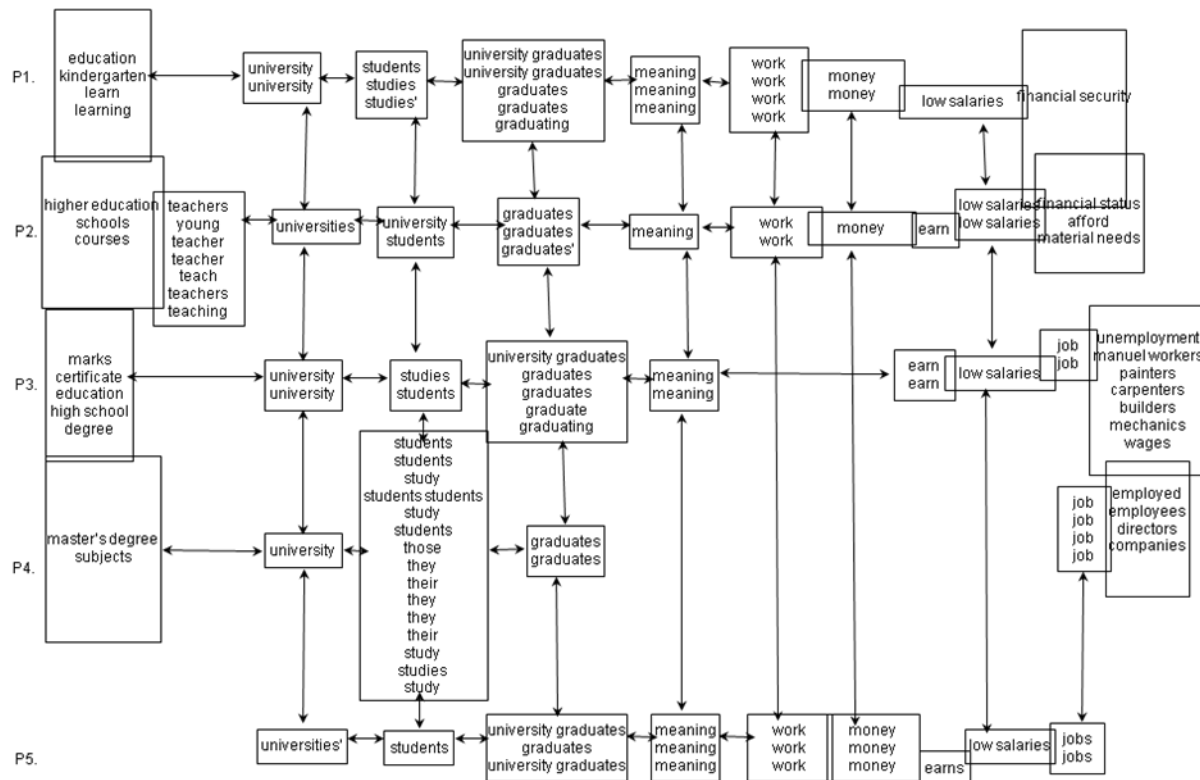 P1.
education
kindergarten
learn
learning
university
university
students
studies
studies'
university graduates
university graduates
graduates
graduates
graduating
meaning
meaning
meaning
work
work
work
work
money
money
low salaries
financial security
P2.
higher education
schools
courses
teachers
young
teacher
teacher
teach
teachers
teaching
universities
university
students
graduates
graduates
graduates'
meaning
work
work
money
earn
low salaries
low salaries
financial status
afford
material needs
P3.
marks
certificate
education
high school
degree
university
university
studies
students
university graduates
graduates
graduates
graduate
graduating
meaning
meaning
earn
earn
low salaries
job
job
unemployment
manuel workers
painters
carpenters
builders
mechanics
wages
P4.
master's degree
subjects
university
students
students
study
students students
study
students
those
they
their
they
they
their
study
studies
study
graduates
graduates
job
job
job
job
employed
employees
directors
companies
P5.
universities'
students
university graduates
graduates
university graduates
meaning
meaning
meaning
work
work
work
money
money
money
earns
low salaries
jobs
jobs